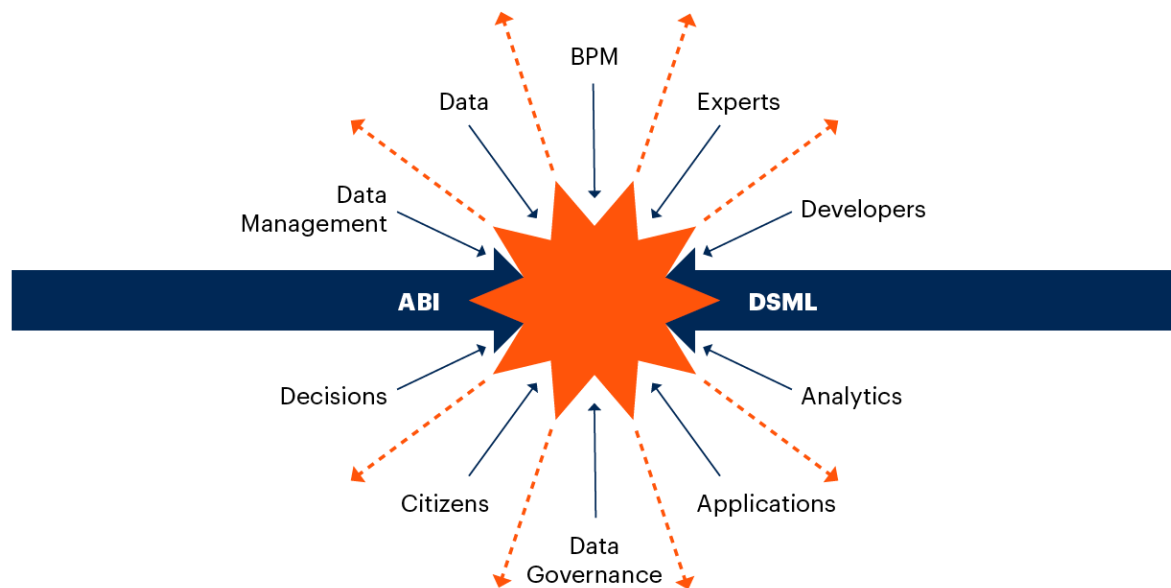 BPM
Data
Experts
Data
Management
Developers
ABI
DSML
Decisions
Analytics
Citizens
Applications
Data
Governance